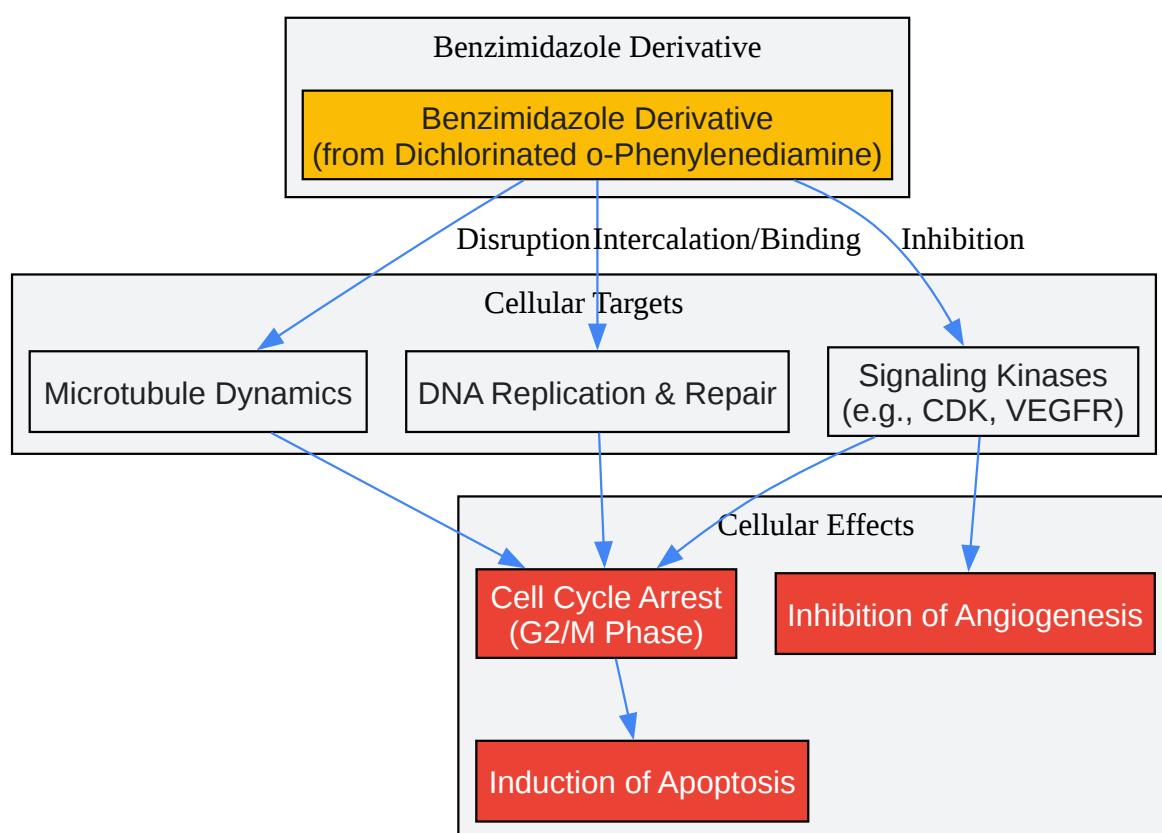 Benzimidazole Derivative
Benzimidazole Derivative
(from Dichlorinated o-Phenylenediamine)
Disruption
Intercalation/Binding
Inhibition
Cellular Targets
Microtubule Dynamics
DNA Replication & Repair
Signaling Kinases
(e.g., CDK, VEGFR)
Cellular Effects
Cell Cycle Arrest
(G2/M Phase)
Inhibition of Angiogenesis
Induction of Apoptosis